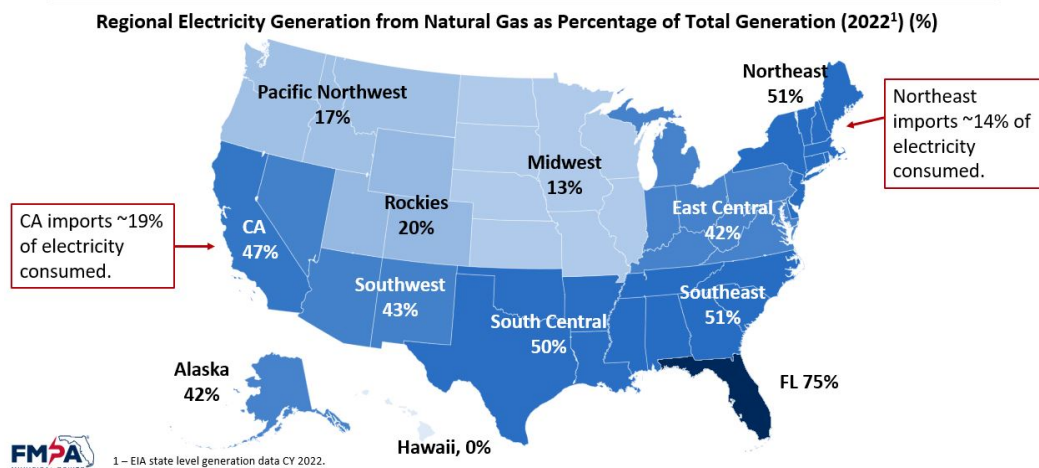 Regional Electricity Generation from Natural Gas as Percentage of Total Generation (2022¹) (%)
Northeast
51%
Northeast
imports ~14% of
electricity
consumed.
Pacific Northwest
17%
Midwest
13%
Rockies
20%
East Central
42%
CA imports ~19%
of electricity
consumed.
CA
47%
Southwest
43%
South Central
50%
Southeast
51%
Alaska
42%
FL 75%
Hawaii, 0%
FMPA
1 – EIA state level generation data CY 2022.